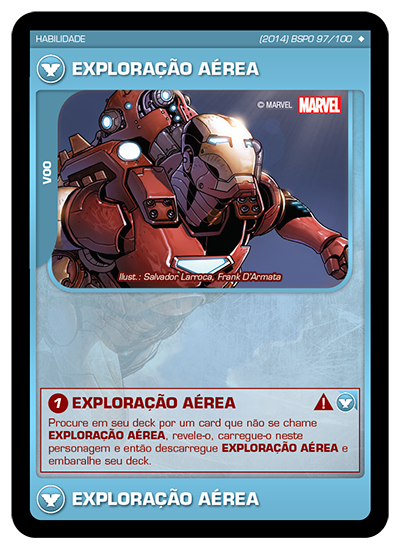 HABILIDADE
(2014) BSP0 97/100
EXPLORAÇÃO AÉREA
© MARVEL MARVEL
VOO
Ilust.: Salvador Larroca, Frank D'Armata
1 EXPLORAÇÃO AÉREA
Procure em seu deck por um card que não se chame
EXPLORAÇÃO AÉREA, revele-o, carregue-o neste
personagem e então descarregue EXPLORAÇÃO AÉREA e
embaralhe seu deck.
EXPLORAÇÃO AÉREA